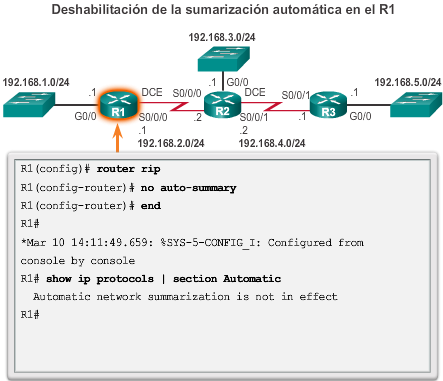 Deshabilitación de la sumarización automática en el R1
192.168.3.0/24
192.168.1.0/24
.1
G0/0
192.168.5.0/24
.1
DCE
S0/0/0
DCE
S0/0/1
.1
G0/0
R1
R2
R3
G0/0
S0/0/0
.2
S0/0/1
.1
.2
.1
192.168.2.0/24
192.168.4.0/24
R1(config)# router rip
R1(config-router)# no auto-summary
R1(config-router)# end
R1#
*Mar 10 14:11:49.659: %SYS-5-CONFIG_I: Configured from
console by console
R1# show ip protocols | section Automatic
Automatic network summarization is not in effect
R1#